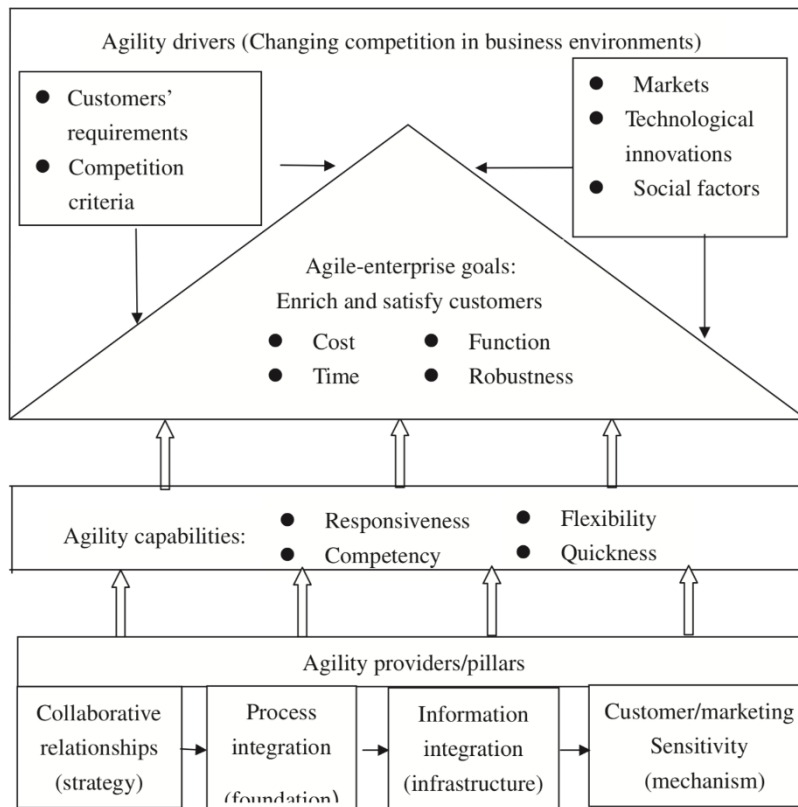 Agility drivers (Changing competition in business environments)
● Customers’
requirements
● Competition
criteria
● Markets
● Technological
innovations
● Social factors
Agile-enterprise goals:
Enrich and satisfy customers
● Cost
● Function
● Time
● Robustness
Agility capabilities:
● Responsiveness
● Flexibility
● Competency
● Quickness
Agility providers/pillars
Collaborative
relationships
(strategy)
Process
integration
(foundation)
Information
integration
(infrastructure)
Customer/marketing
Sensitivity
(mechanism)